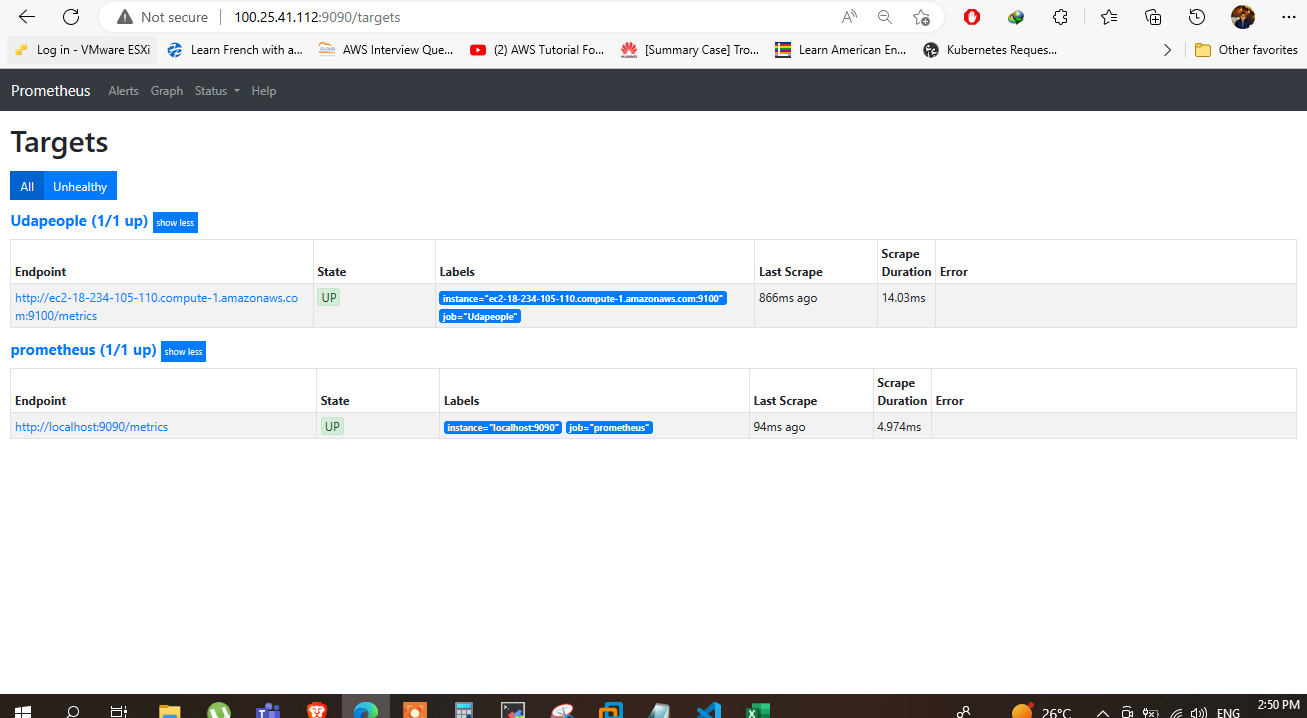 Not secure | 100.25.41.112:9090/targets
Log in - VMware ESXi Learn French with a... AWS Interview Que... (2) AWS Tutorial Fo... [Summary Case] Tro... Learn American En... Kubernetes Reques... Other favorites
Prometheus Alerts Graph Status Help
Targets
All Unhealthy
Udapeople (1/1 up) show less
Endpoint State Labels Last Scrape Scrape Duration Error
http://ec2-18-234-105-110.compute-1.amazonaws.co UP instance="ec2-18-234-105-110.compute-1.amazonaws.com:9100" 866ms ago 14.03ms
m:9100/metrics job="Udapeople"
prometheus (1/1 up) show less
Endpoint State Labels Last Scrape Scrape Duration Error
http://localhost:9090/metrics UP instance="localhost:9090" job="prometheus" 94ms ago 4.974ms
26°C ENG 2:50 PM